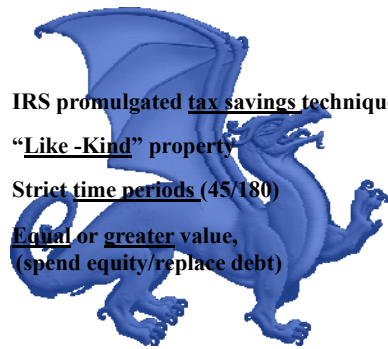 IRS promulgated tax savings technique
“Like -Kind” property
Strict time periods (45/180)
Equal or greater value,
(spend equity/replace debt)